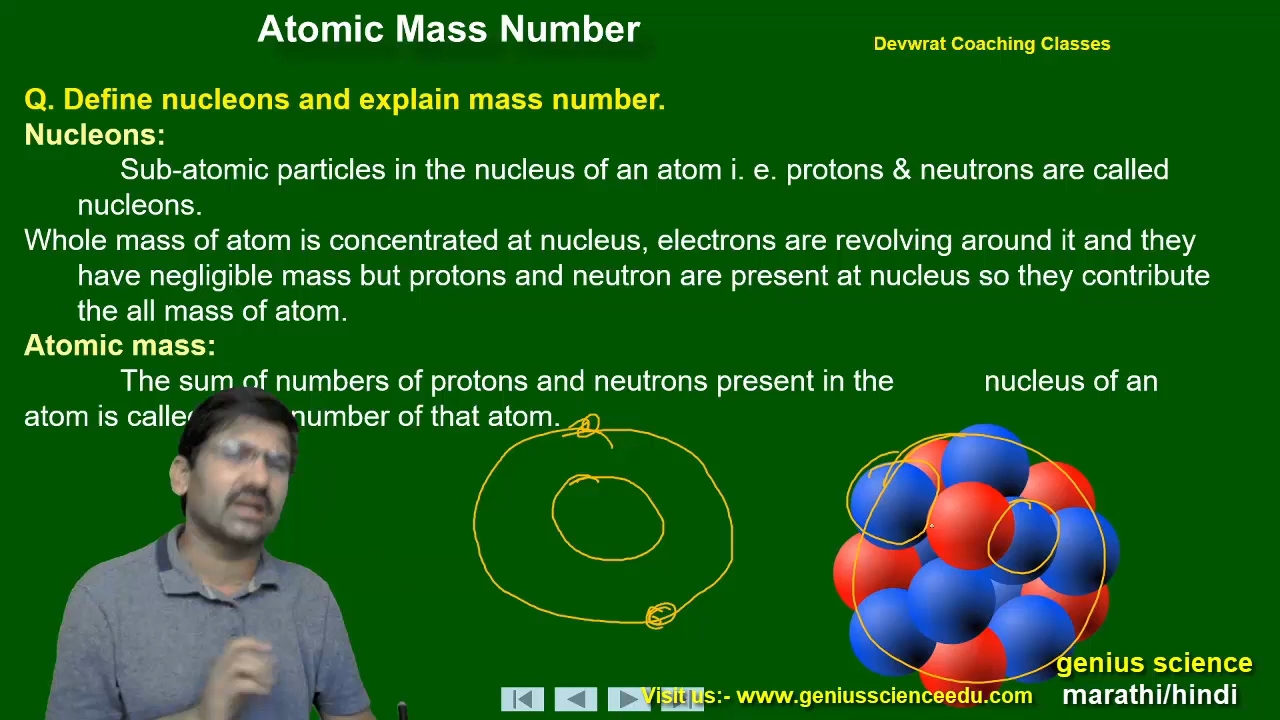 Atomic Mass Number
Devwrat Coaching Classes
Q. Define nucleons and explain mass number.
Nucleons:
Sub-atomic particles in the nucleus of an atom i. e. protons & neutrons are called
nucleons.
Whole mass of atom is concentrated at nucleus, electrons are revolving around it and they
have negligible mass but protons and neutron are present at nucleus so they contribute
the all mass of atom.
Atomic mass:
The sum of numbers of protons and neutrons present in the nucleus of an
atom is number of that atom.
genius science
Visit us:- www.geniusscienceedu.com
marathi/hindi